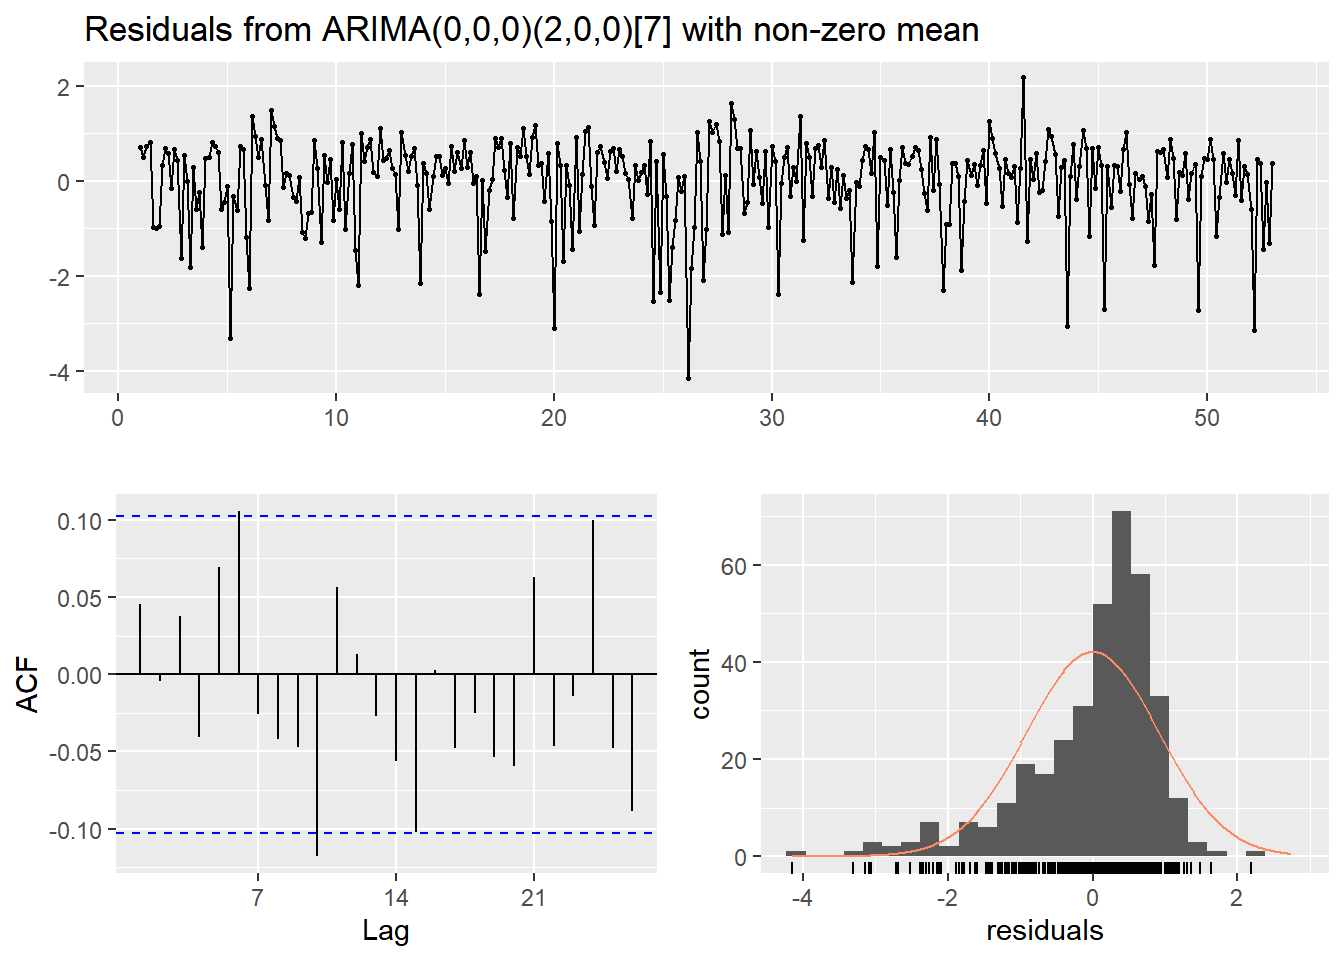 Residuals from ARIMA(0,0,0)(2,0,0)[7] with non-zero mean
2
0
-2
-4
0 10 20 30 40 50
0.10
0.05
0.00
-0.05
-0.10
ACF
7 14 21
Lag
60
40
20
0
count
-4 -2 0 2
residuals